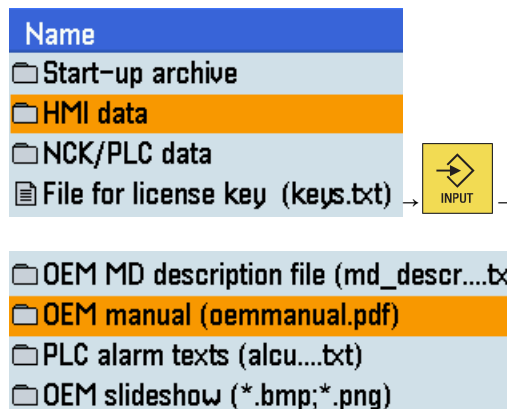 Name
Start-up archive
HMI data
NCK/PLC data
File for license key (keys.txt) →
INPUT
OEM MD description file (md_descr....tx
OEM manual (oemmanual.pdf)
PLC alarm texts (alcu....txt)
OEM slideshow (*.bmp;*.png)